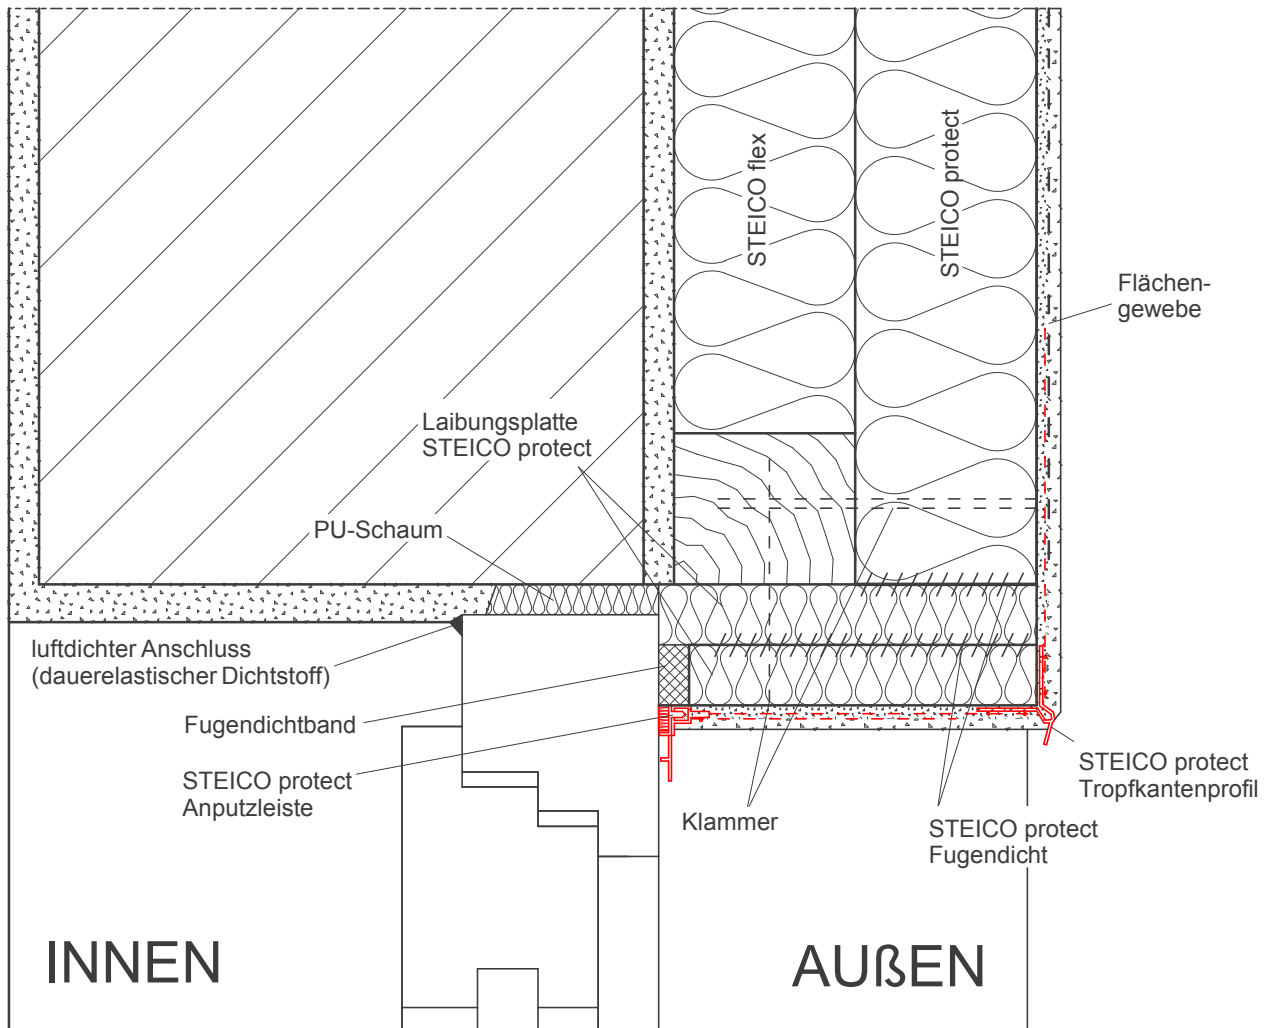 STEICO flex
STEICO protect
Flächen-
gewebe
Laibungsplatte
STEICO protect
PU-Schaum
luftdichter Anschluss
(dauerelastischer Dichtstoff)
Fugendichtband
STEICO protect
Anputzleiste
Klammer
STEICO protect
Fugendicht
STEICO protect
Tropfkantenprofil
INNEN
AUßEN